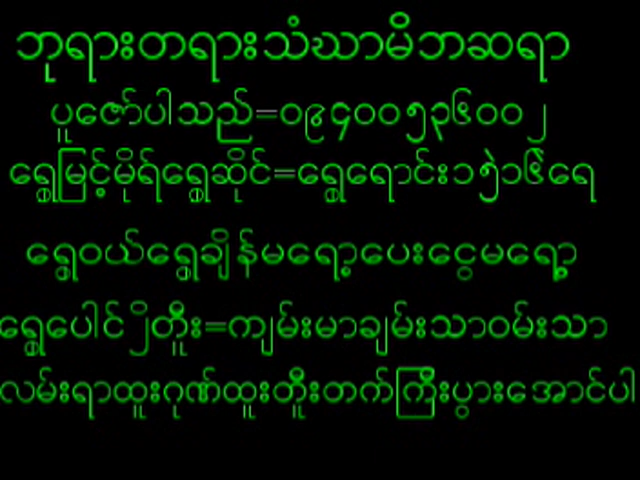 ဘုရားတရားသံဃာမိဘဆရာ
ပူဇော်ပါသည်=၀၉၄၀၀၅၃၆၀၀၂
ရွှေမြင့်မိုရ်ရွှေဆိုင်=ရွှေရောင်း၁၅ဲ၁၆ဲရေ
ရွှေဝယ်ရွှေချိန်မရော့ပေးငွေမရော့
ရွှေပေါင်၂ိတိူး=ကျမ်းမာချမ်းသာဝမ်းသာ
လမ်းရာထူးဂုဏ်ထူးတိူးတက်ကြီးပွားအောင်ပါ